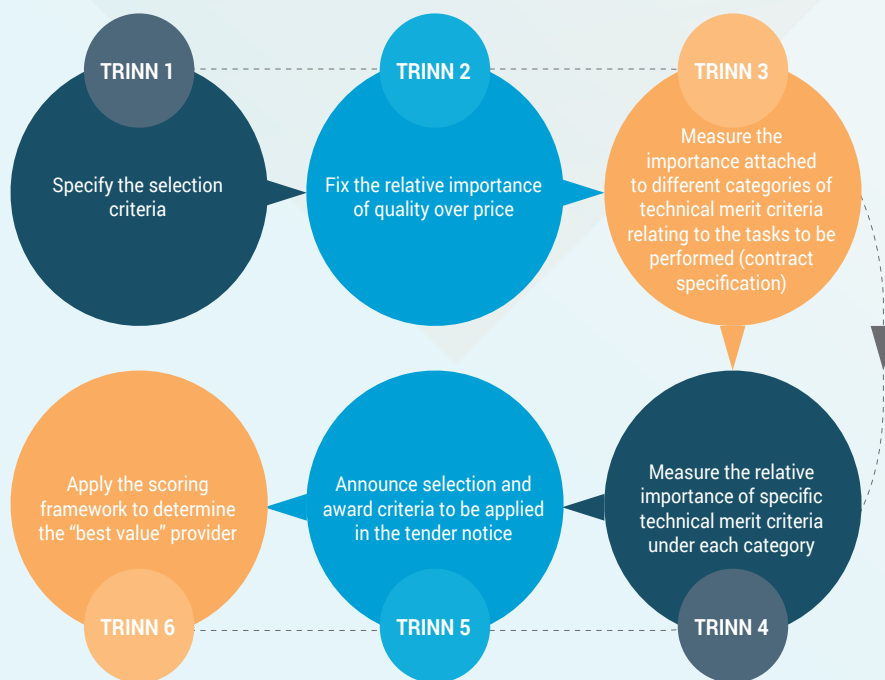 TRINN 1
Specify the selection
criteria
TRINN 2
Fix the relative importance
of quality over price
TRINN 3
Measure the
importance attached
to different categories of
technical merit criteria
relating to the tasks to be
performed (contract
specification)
Measure the relative
importance of specific
technical merit criteria
under each category
TRINN 4
Announce selection and
award criteria to be applied
in the tender notice
TRINN 5
Apply the scoring
framework to determine
the “best value” provider
TRINN 6